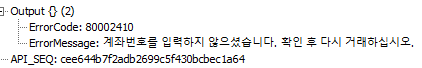 Output {} (2)
ErrorCode: 80002410
ErrorMessage: 계좌번호를 입력하지 않으셨습니다. 확인 후 다시 거래하십시오.
API_SEQ: cee644b7f2adb2699c5f430bcbec1a64